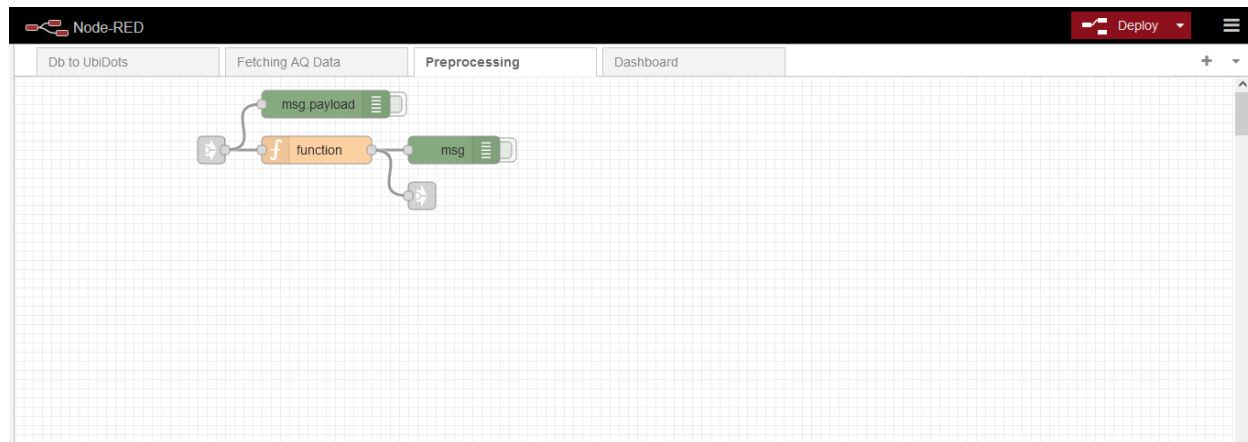 Node-RED
Deploy
Db to UbiDots
Fetching AQ Data
Preprocessing
Dashboard
msg.payload
function
msg